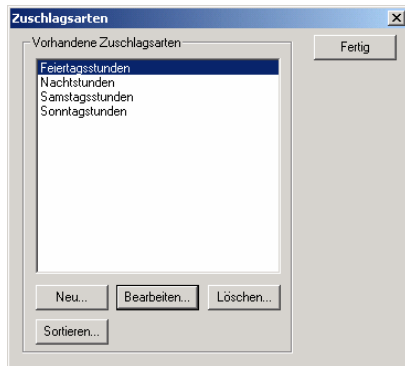 Zuschlagsarten
Vorhandene Zuschlagsarten
Fertig
Feiertagsstunden
Nachtstunden
Samstagsstunden
Sonntagstunden
Neu... Bearbeiten... Löschen...
Sortieren...